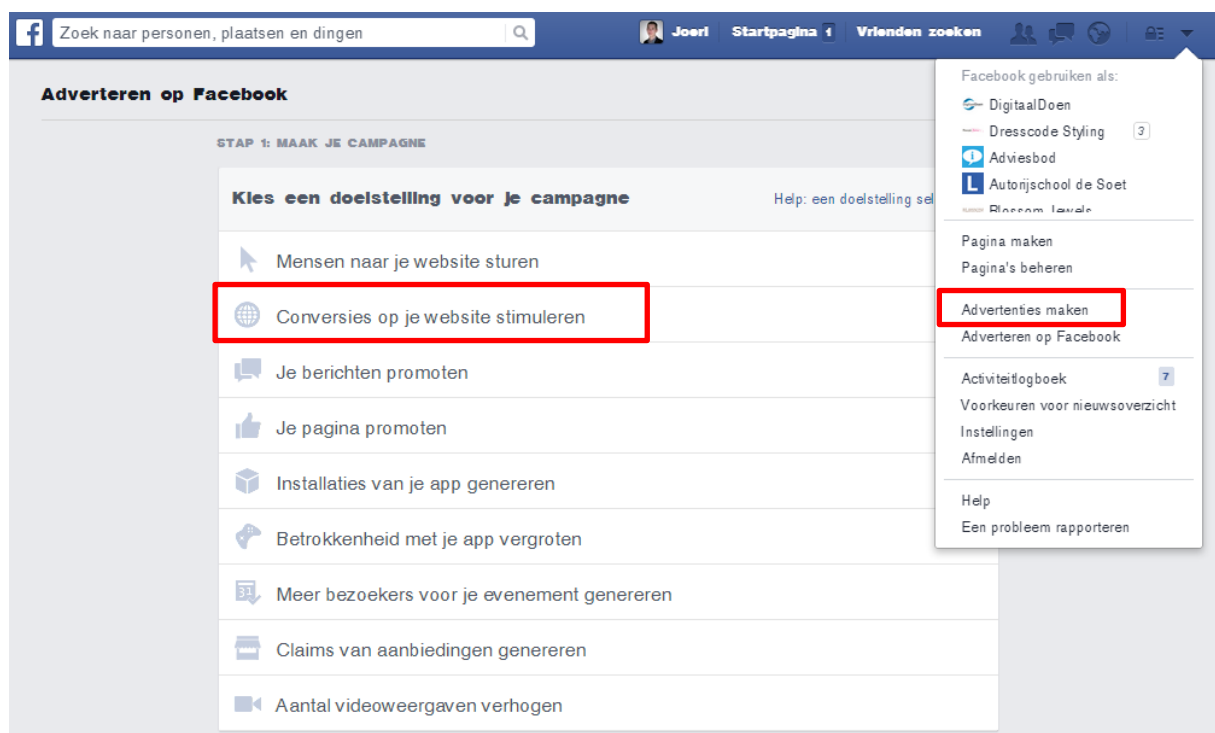 f Zoek naar personen, plaatsen en dingen Joeri Startpagina 1 Vrienden zoeken
Adverteren op Facebook
STAP 1: MAAK JE CAMPAGNE
Kies een doelstelling voor je campagne Help: een doelstelling sel
Mensen naar je website sturen
Conversies op je website stimuleren
Je berichten promoten
Je pagina promoten
Installaties van je app genereren
Betrokkenheid met je app vergroten
31 Meer bezoekers voor je evenement genereren
Claims van aanbiedingen genereren
Aantal videoweergaven verhogen
Facebook gebruiken als:
DigitaalDoen
Dresscode Styling 3
Adviesbod
L Autorijschool de Soet
Blossom Jewels
Pagina maken
Pagina's beheren
Advertenties maken
Adverteren op Facebook
Activiteitlogboek 7
Voorkeuren voor nieuwsoverzicht
Instellingen
Afmelden
Help
Een probleem rapporteren